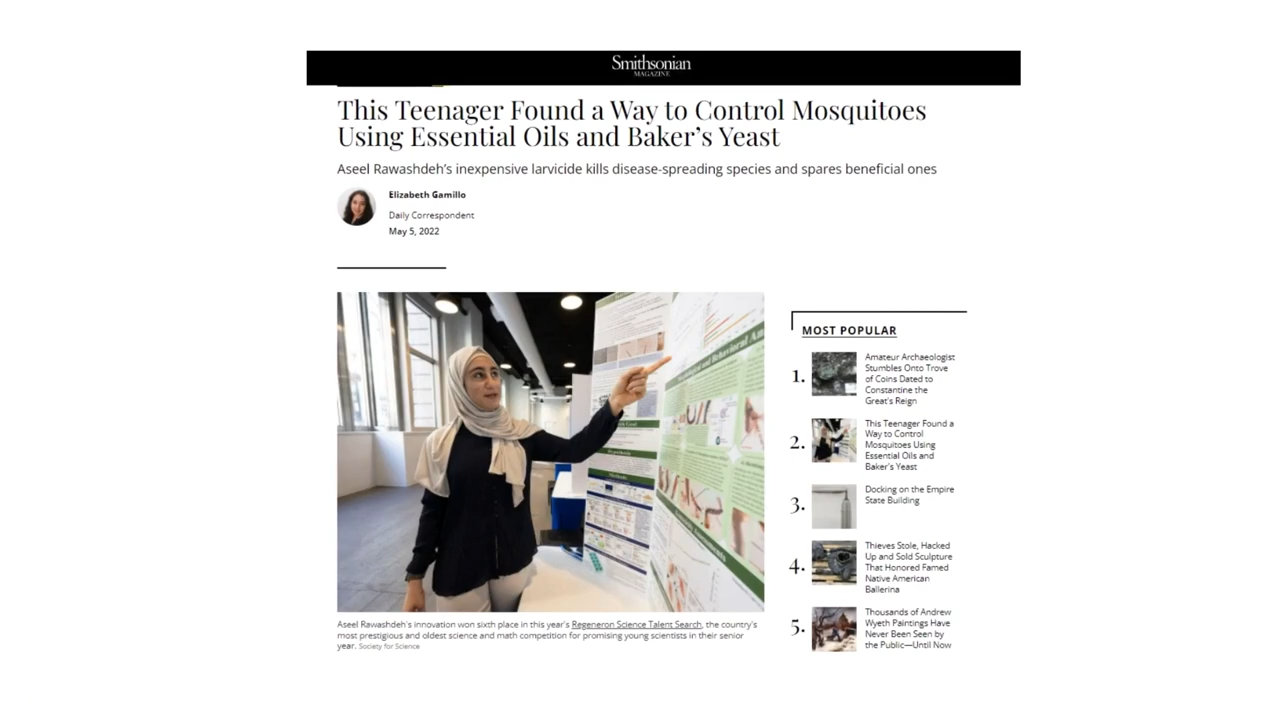 Smithsonian
MAGAZINE
This Teenager Found a Way to Control Mosquitoes
Using Essential Oils and Baker's Yeast
Aseel Rawashdeh's inexpensive larvicide kills disease-spreading species and spares beneficial ones
Elizabeth Gamillo
Daily Correspondent
May 5, 2022
Aseel Rawashdeh's innovation won sixth place in this year's Regeneron Science Talent Search, the country's
most prestigious and oldest science and math competition for promising young scientists in their senior
year. Society for Science
MOST POPULAR
1.
Amateur Archaeologist
Stumbles Onto Trove
of Coins Dated to
Constantine the
Great's Reign
2.
This Teenager Found a
Way to Control
Mosquitoes Using
Essential Oils and
Baker's Yeast
3.
Docking on the Empire
State Building
4.
Thieves Stole, Hacked
Up and Sold Sculpture
That Honored Famed
Native American
Ballerina
5.
Thousands of Andrew
Wyeth Paintings Have
Never Been Seen by
the Public—Until Now